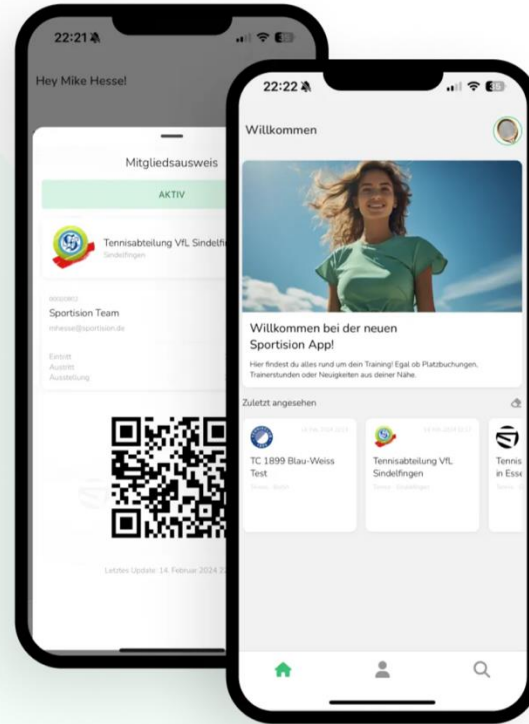 22:21
Hey Mike Hesse!
Mitgliedsausweis
AKTIV
Tennisabteilung VfL Sindelfi
Sindelfingen
Sportision Team
mhesse@sportision.de
Eintritt
Austritt
Ausstellung
Letztes Update: 14. Februar 2024 2
22:22
35
Willkommen
Willkommen bei der neuen
Sportision App!
Hier findest du alles rund um dein Training! Egal ob Platzbuchungen,
Trainerstunden oder Neuigkeiten aus deiner Nähe.
Zuletzt angesehen
TC 1899 Blau-Weiss
Test
Tennisabteilung VfL
Sindelfingen
Tennis
in Esse